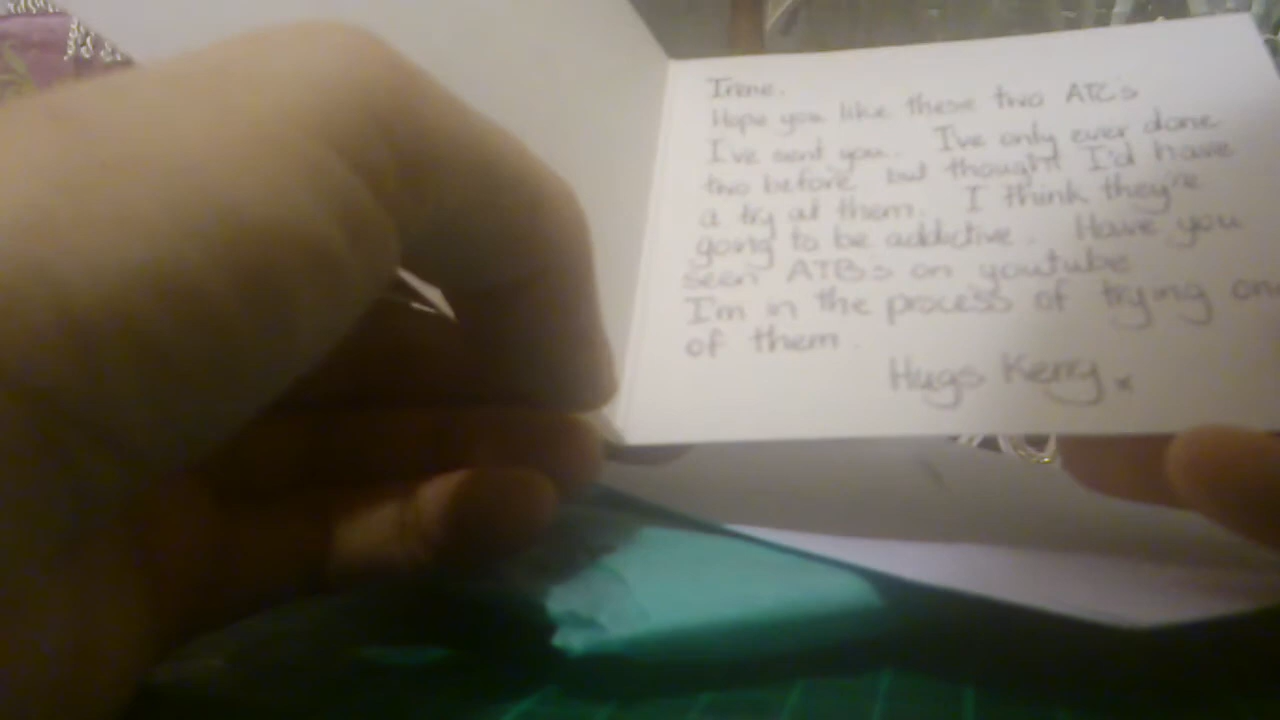 Irene.
Hope you like these two ATCs
I've sent you. I've only ever done
two before, but thought I'd have
a try at them. I think they're
going to be addictive. Have you
seen ATBs on youtube
I'm in the process of trying one
of them.
Hugs Kerry x